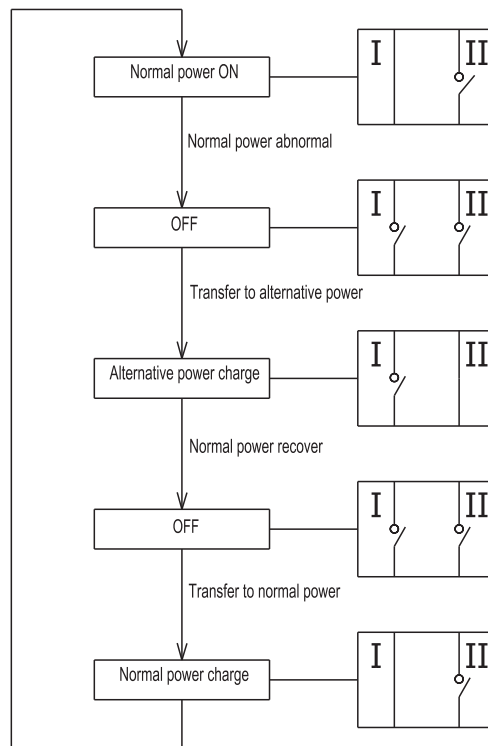 Normal power ON
I II
Normal power abnormal
OFF
I II
Transfer to alternative power
Alternative power charge
I II
Normal power recover
OFF
I II
Transfer to normal power
Normal power charge
I II